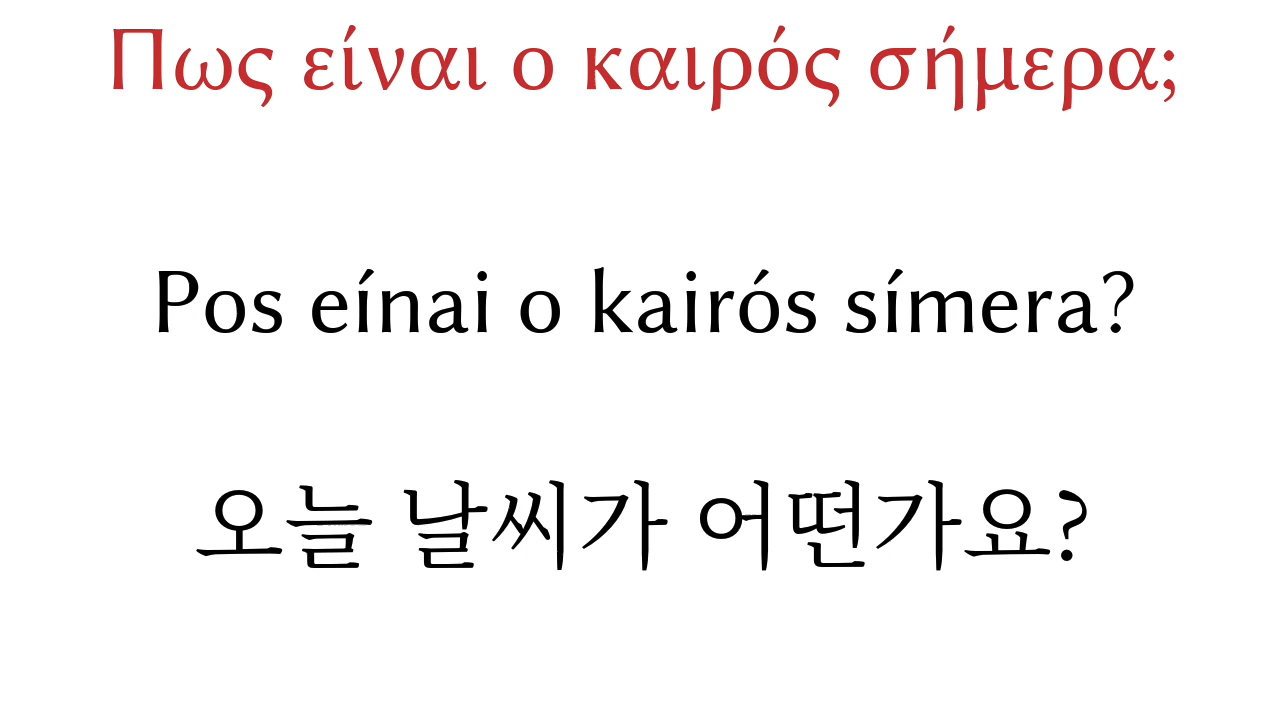 Πως είναι ο καιρός σήμερα;
Pos eínai o kairós símera?
오늘 날씨가 어떤가요?